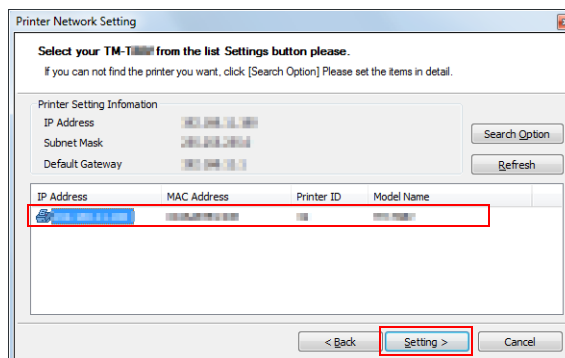 Printer Network Setting
Select your TM-T from the list Settings button please.
If you can not find the printer you want, click [Search Option] Please set the items in detail.
Printer Setting Infomation
IP Address
Subnet Mask
Default Gateway
Search Option
Refresh
IP Address MAC Address Printer ID Model Name
< Back Setting > Cancel